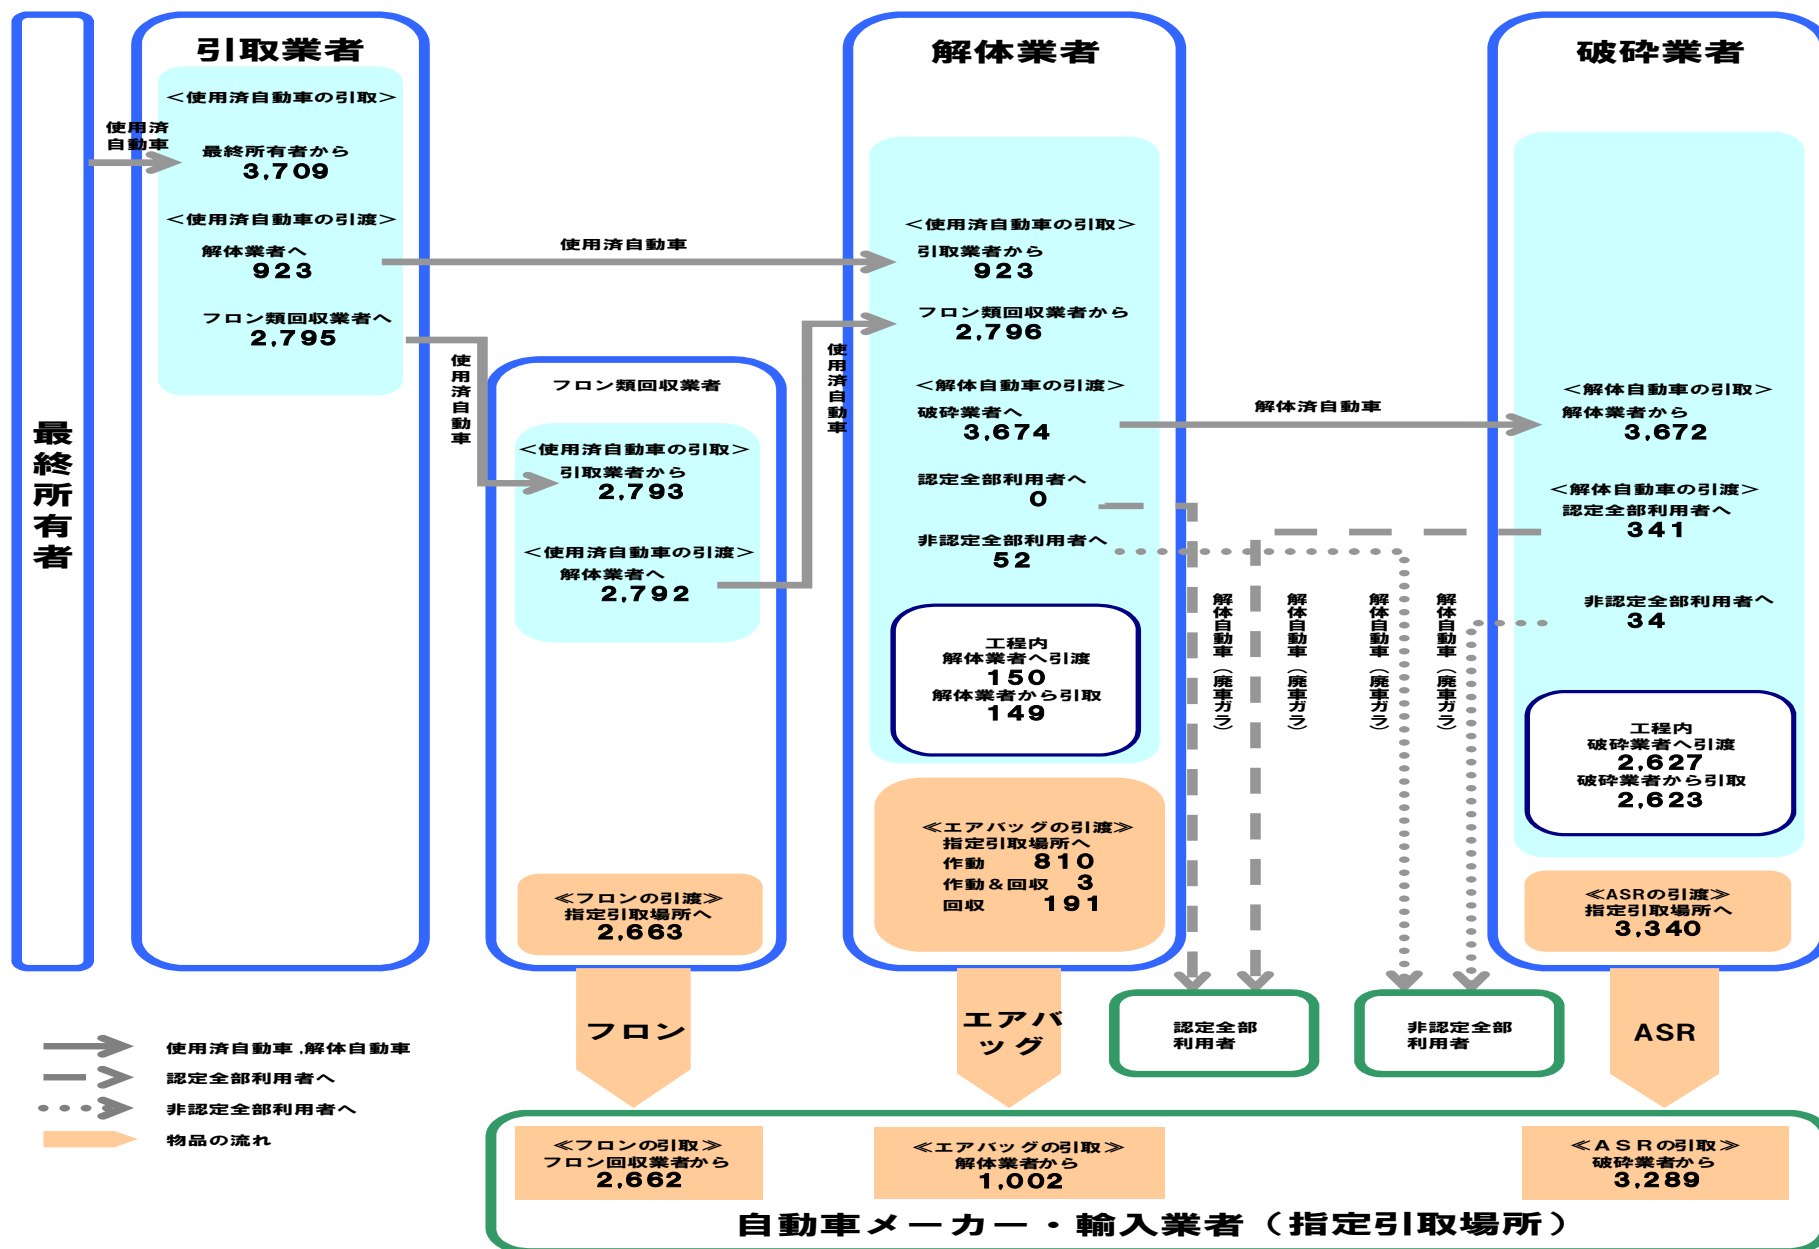 引取業者
<使用済自動車の引取>
最終所有者から
3,709
<使用済自動車の引渡>
解体業者へ
923
フロン類回収業者へ
2,795
使用済
自動車
最終所有者
使用済自動車
使用済自動車
フロン類回収業者
<使用済自動車の引取>
引取業者から
2,793
<使用済自動車の引渡>
解体業者へ
2,792
≪フロンの引渡≫
指定引取場所へ
2,663
使用済自動車
解体業者
<使用済自動車の引取>
引取業者から
923
フロン類回収業者から
2,796
<解体自動車の引渡>
破砕業者へ
3,674
認定全部利用者へ
0
非認定全部利用者へ
52
工程内
解体業者へ引渡
150
解体業者から引取
149
≪エアバッグの引渡≫
指定引取場所へ
作動 810
作動&回収 3
回収 191
解体済自動車
解体自動車(廃車ガラ)
解体自動車(廃車ガラ)
解体自動車(廃車ガラ)
解体自動車(廃車ガラ)
破砕業者
<解体自動車の引取>
解体業者から
3,672
<解体自動車の引渡>
認定全部利用者へ
341
非認定全部利用者へ
34
工程内
破砕業者へ引渡
2,627
破砕業者から引取
2,623
≪ASRの引渡≫
指定引取場所へ
3,340
フロン
エアバ
ッグ
認定全部
利用者
非認定全部
利用者
ASR
使用済自動車,解体自動車
認定全部利用者へ
非認定全部利用者へ
物品の流れ
≪フロンの引取≫
フロン回収業者から
2,662
≪エアバッグの引取≫
解体業者から
1,002
≪ASRの引取≫
破砕業者から
3,289
自動車メーカー・輸入業者(指定引取場所)